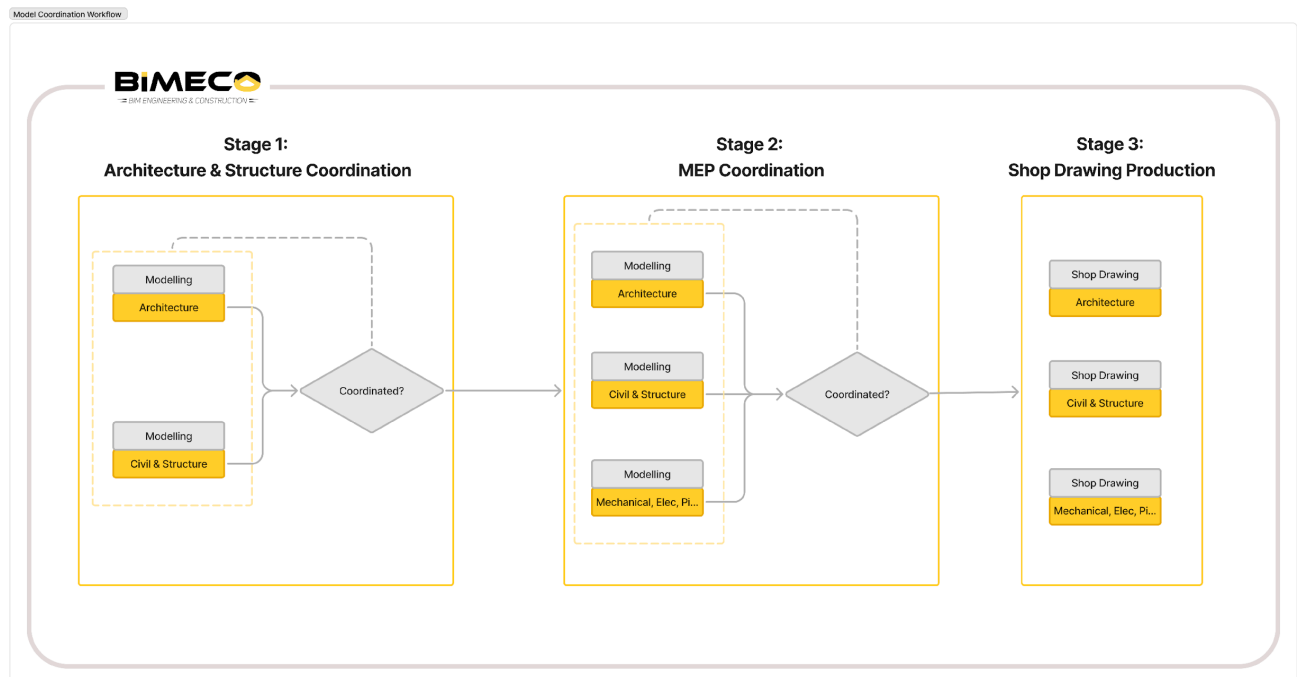 Model Coordination Workflow
BIMECO
BIM ENGINEERING & CONSTRUCTION
Stage 1:
Architecture & Structure Coordination
Modelling
Architecture
Modelling
Civil & Structure
Coordinated?
Stage 2:
MEP Coordination
Modelling
Architecture
Modelling
Civil & Structure
Modelling
Mechanical, Elec, Pi...
Coordinated?
Stage 3:
Shop Drawing Production
Shop Drawing
Architecture
Shop Drawing
Civil & Structure
Shop Drawing
Mechanical, Elec, Pi...